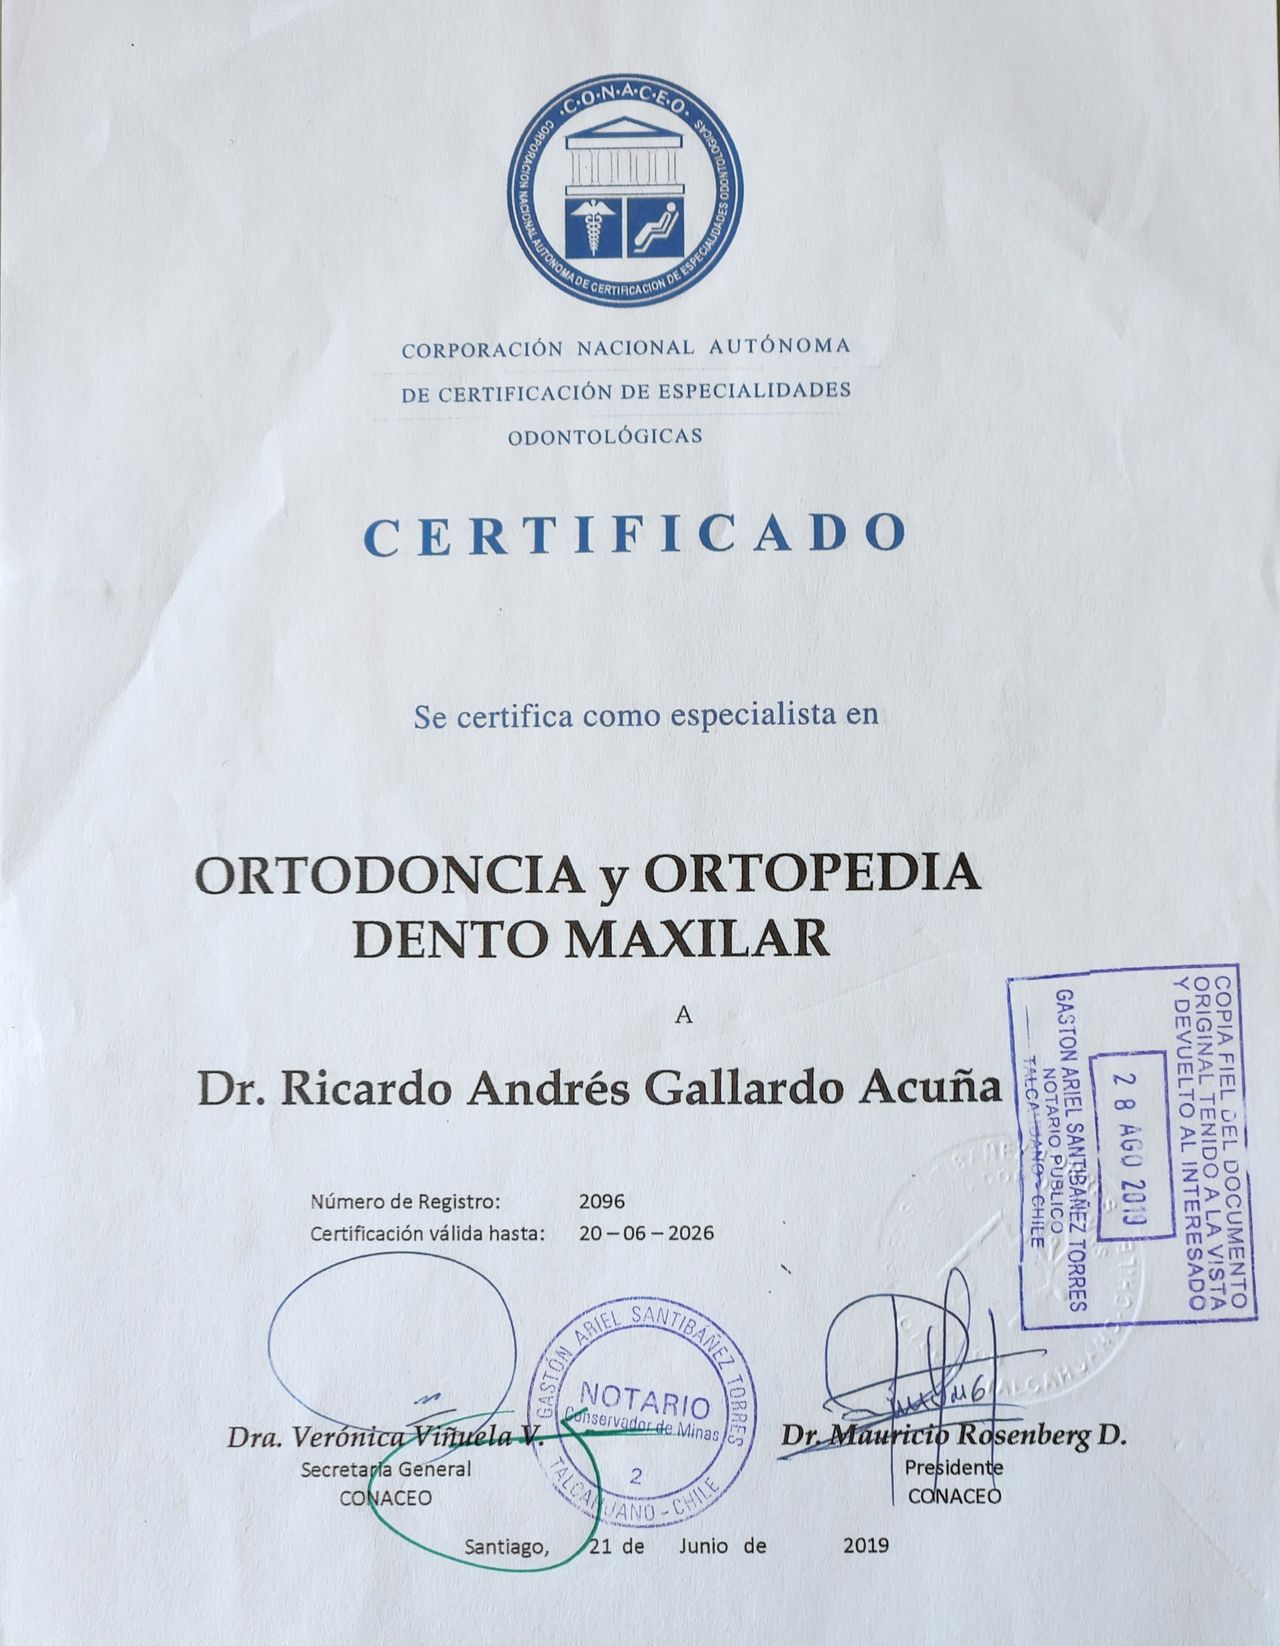 C·O·N·A·C·E·O
CORPORACION NACIONAL AUTONOMA DE CERTIFICACION DE ESPECIALIDADES ODONTOLOGICAS
CORPORACIÓN NACIONAL AUTÓNOMA
DE CERTIFICACIÓN DE ESPECIALIDADES
ODONTOLÓGICAS
CERTIFICADO
Se certifica como especialista en
ORTODONCIA y ORTOPEDIA
DENTO MAXILAR
A
Dr. Ricardo Andrés Gallardo Acuña
Número de Registro: 2096
Certificación válida hasta: 20 – 06 – 2026
COPIA FIEL DEL DOCUMENTO
ORIGINAL TENIDO A LA VISTA
Y DEVUELTO AL INTERESADO
28 AGO 2019
GASTON ARIEL SANTIBAÑEZ TORRES
NOTARIO PUBLICO
TALCAHUANO - CHILE
GASTÓN ARIEL SANTIBÁÑEZ TORRES
NOTARIO
Conservador de Minas
2
TALCAHUANO - CHILE
Dra. Verónica Viñuela V.
Secretaria General
CONACEO
Dr. Mauricio Rosenberg D.
Presidente
CONACEO
Santiago, 21 de Junio de 2019